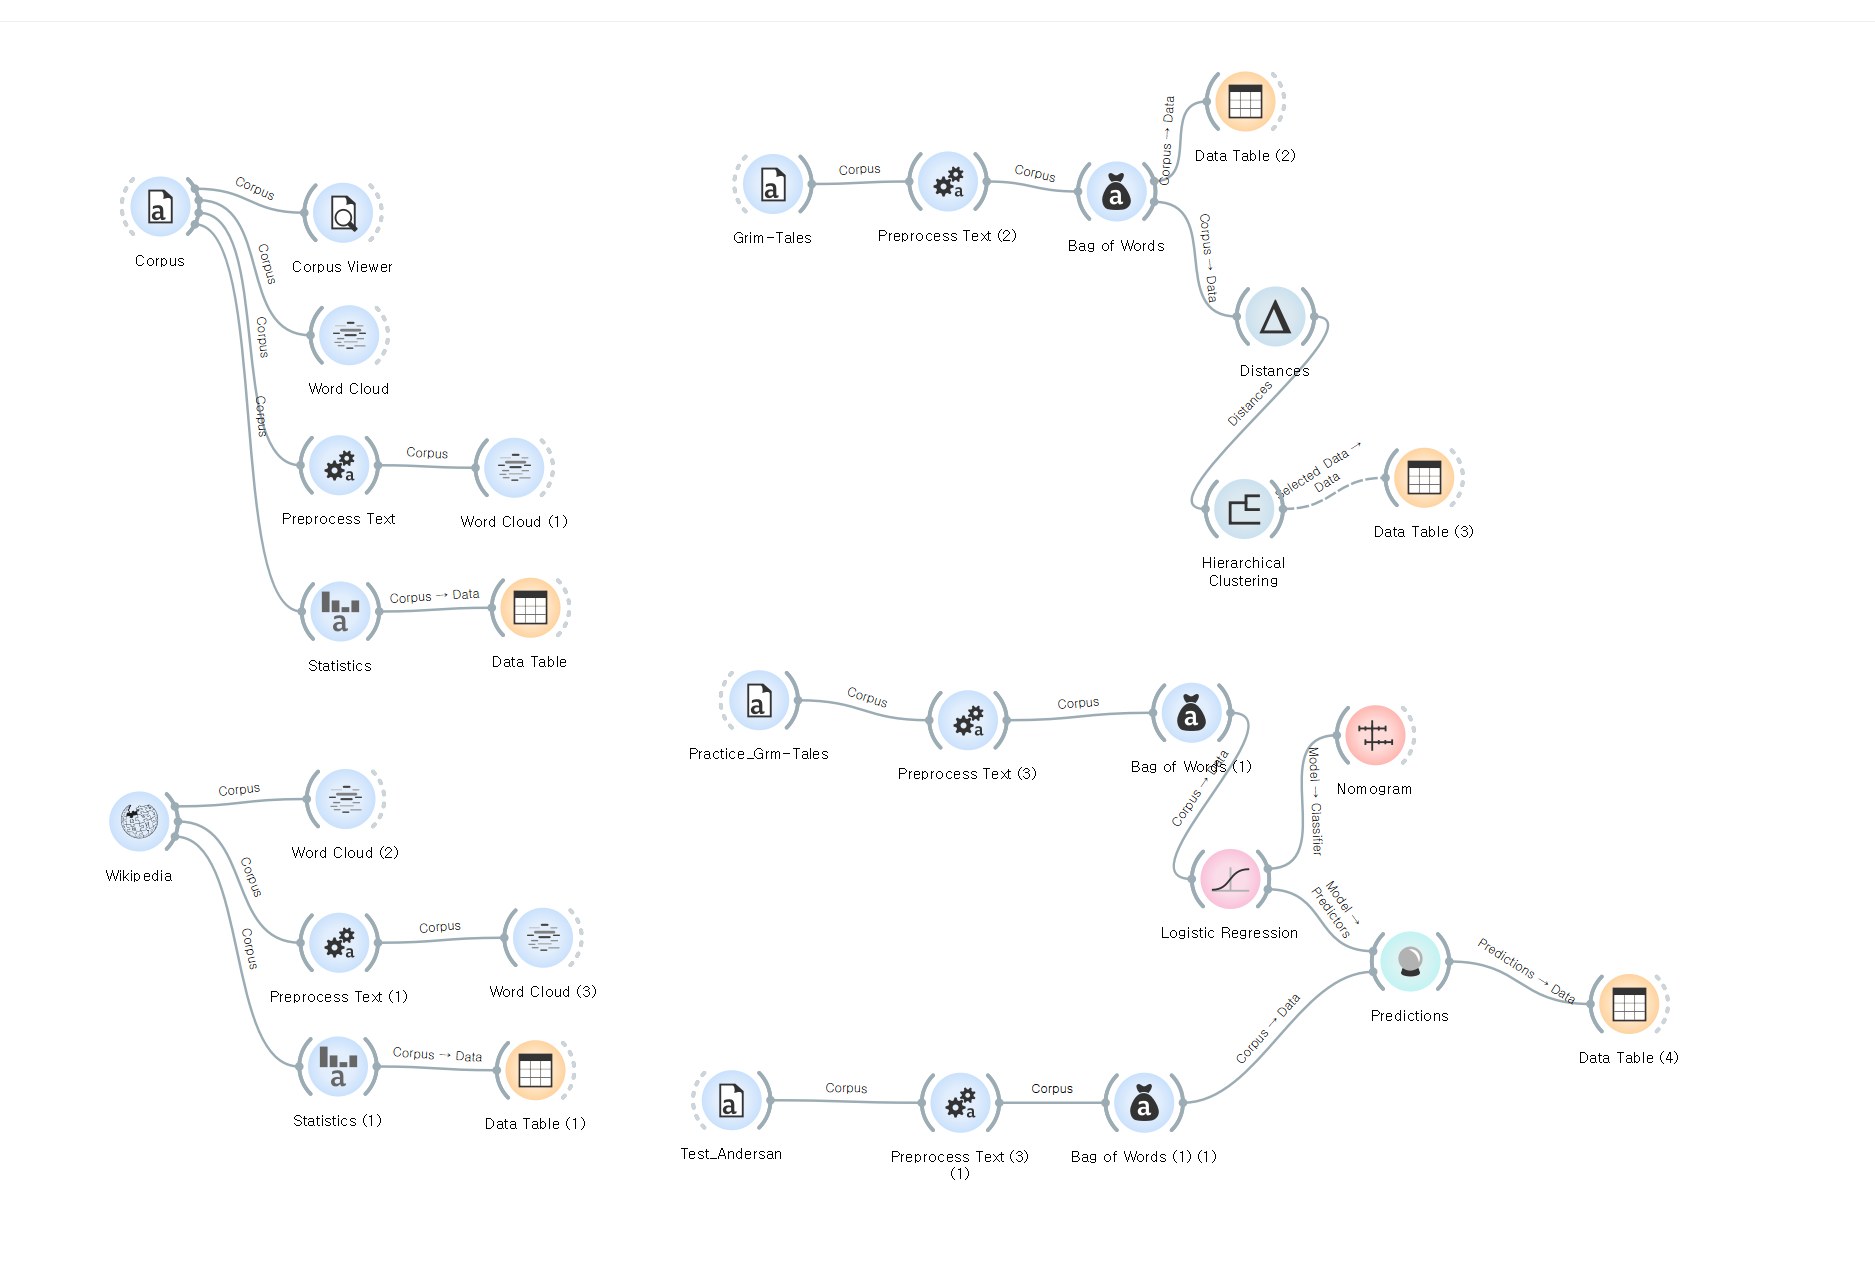 Corpus
Corpus
Corpus Viewer
Corpus
Word Cloud
Corpus
Corpus
Preprocess Text
Corpus
Word Cloud (1)
Statistics
Corpus → Data
Data Table
Wikipedia
Corpus
Word Cloud (2)
Corpus
Preprocess Text (1)
Corpus
Word Cloud (3)
Corpus
Statistics (1)
Corpus → Data
Data Table (1)
Grim-Tales
Corpus
Preprocess Text (2)
Corpus
Bag of Words
Corpus → Data
Data Table (2)
Corpus → Data
Distances
Distances
Hierarchical
Clustering
Selected Data →
Data
Data Table (3)
Practice_Grm-Tales
Corpus
Preprocess Text (3)
Corpus
Bag of Words (1)
Corpus → Data
Logistic Regression
Model → Classifier
Nomogram
Model →
Predictors
Predictions
Predictions → Data
Data Table (4)
Test_Andersan
Corpus
Preprocess Text (3)
(1)
Corpus
Bag of Words (1) (1)
Corpus → Data